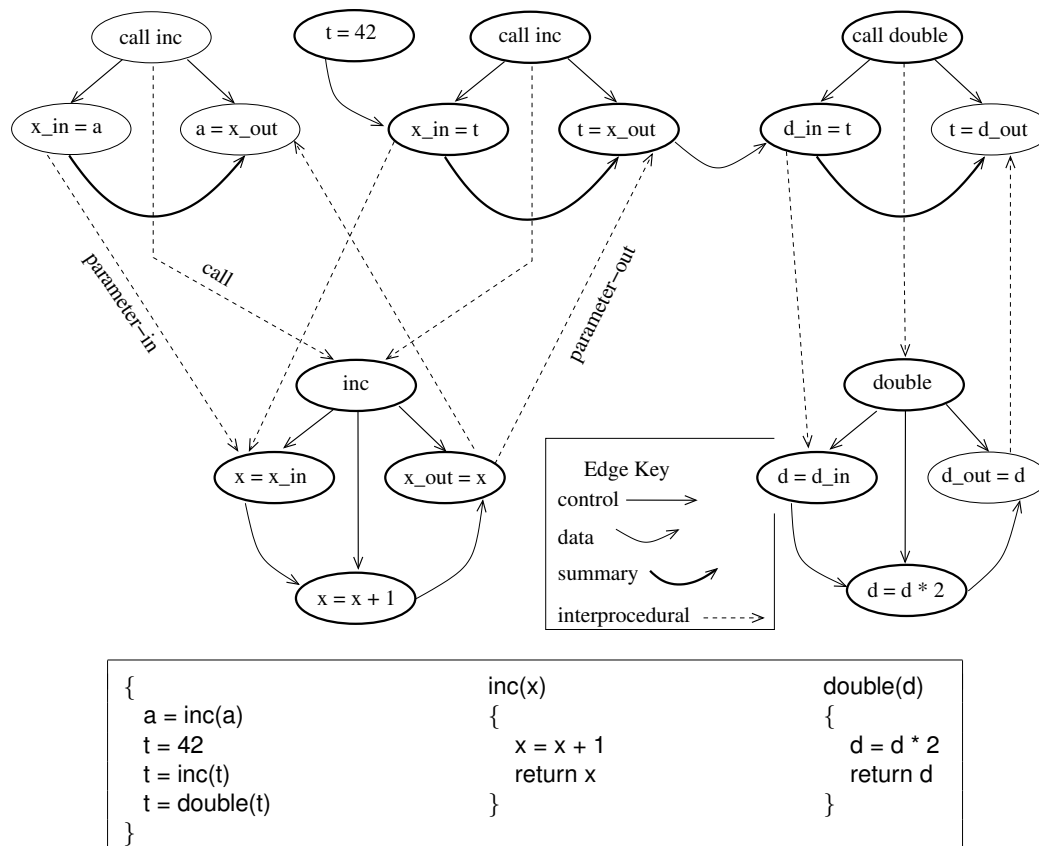 call inc
t = 42
call inc
call double
x_in = a
a = x_out
x_in = t
t = x_out
d_in = t
t = d_out
parameter–in
call
parameter–out
inc
double
x = x_in
x_out = x
d = d_in
d_out = d
x = x + 1
d = d * 2
Edge Key
control
data
summary
interprocedural
{
a = inc(a)
t = 42
t = inc(t)
t = double(t)
}
inc(x)
{
x = x + 1
return x
}
double(d)
{
d = d * 2
return d
}